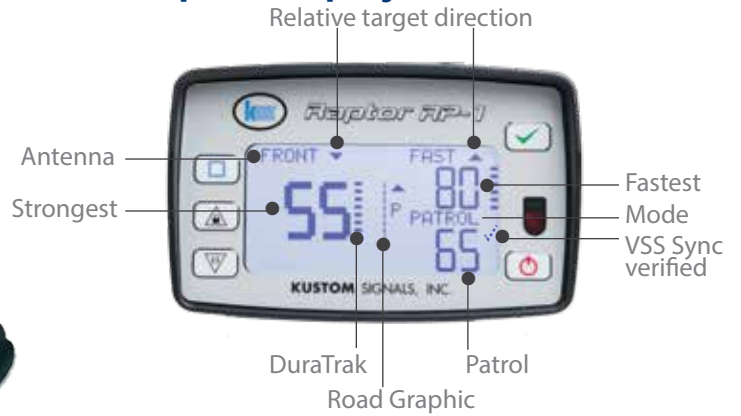 Relative target direction
Raptor RP-1
Antenna
FRONT
FAST
80
Fastest
Strongest
55
P
PATROL
Mode
65
VSS Sync
verified
KUSTOM SIGNALS, INC.
DuraTrak
Patrol
Road Graphic